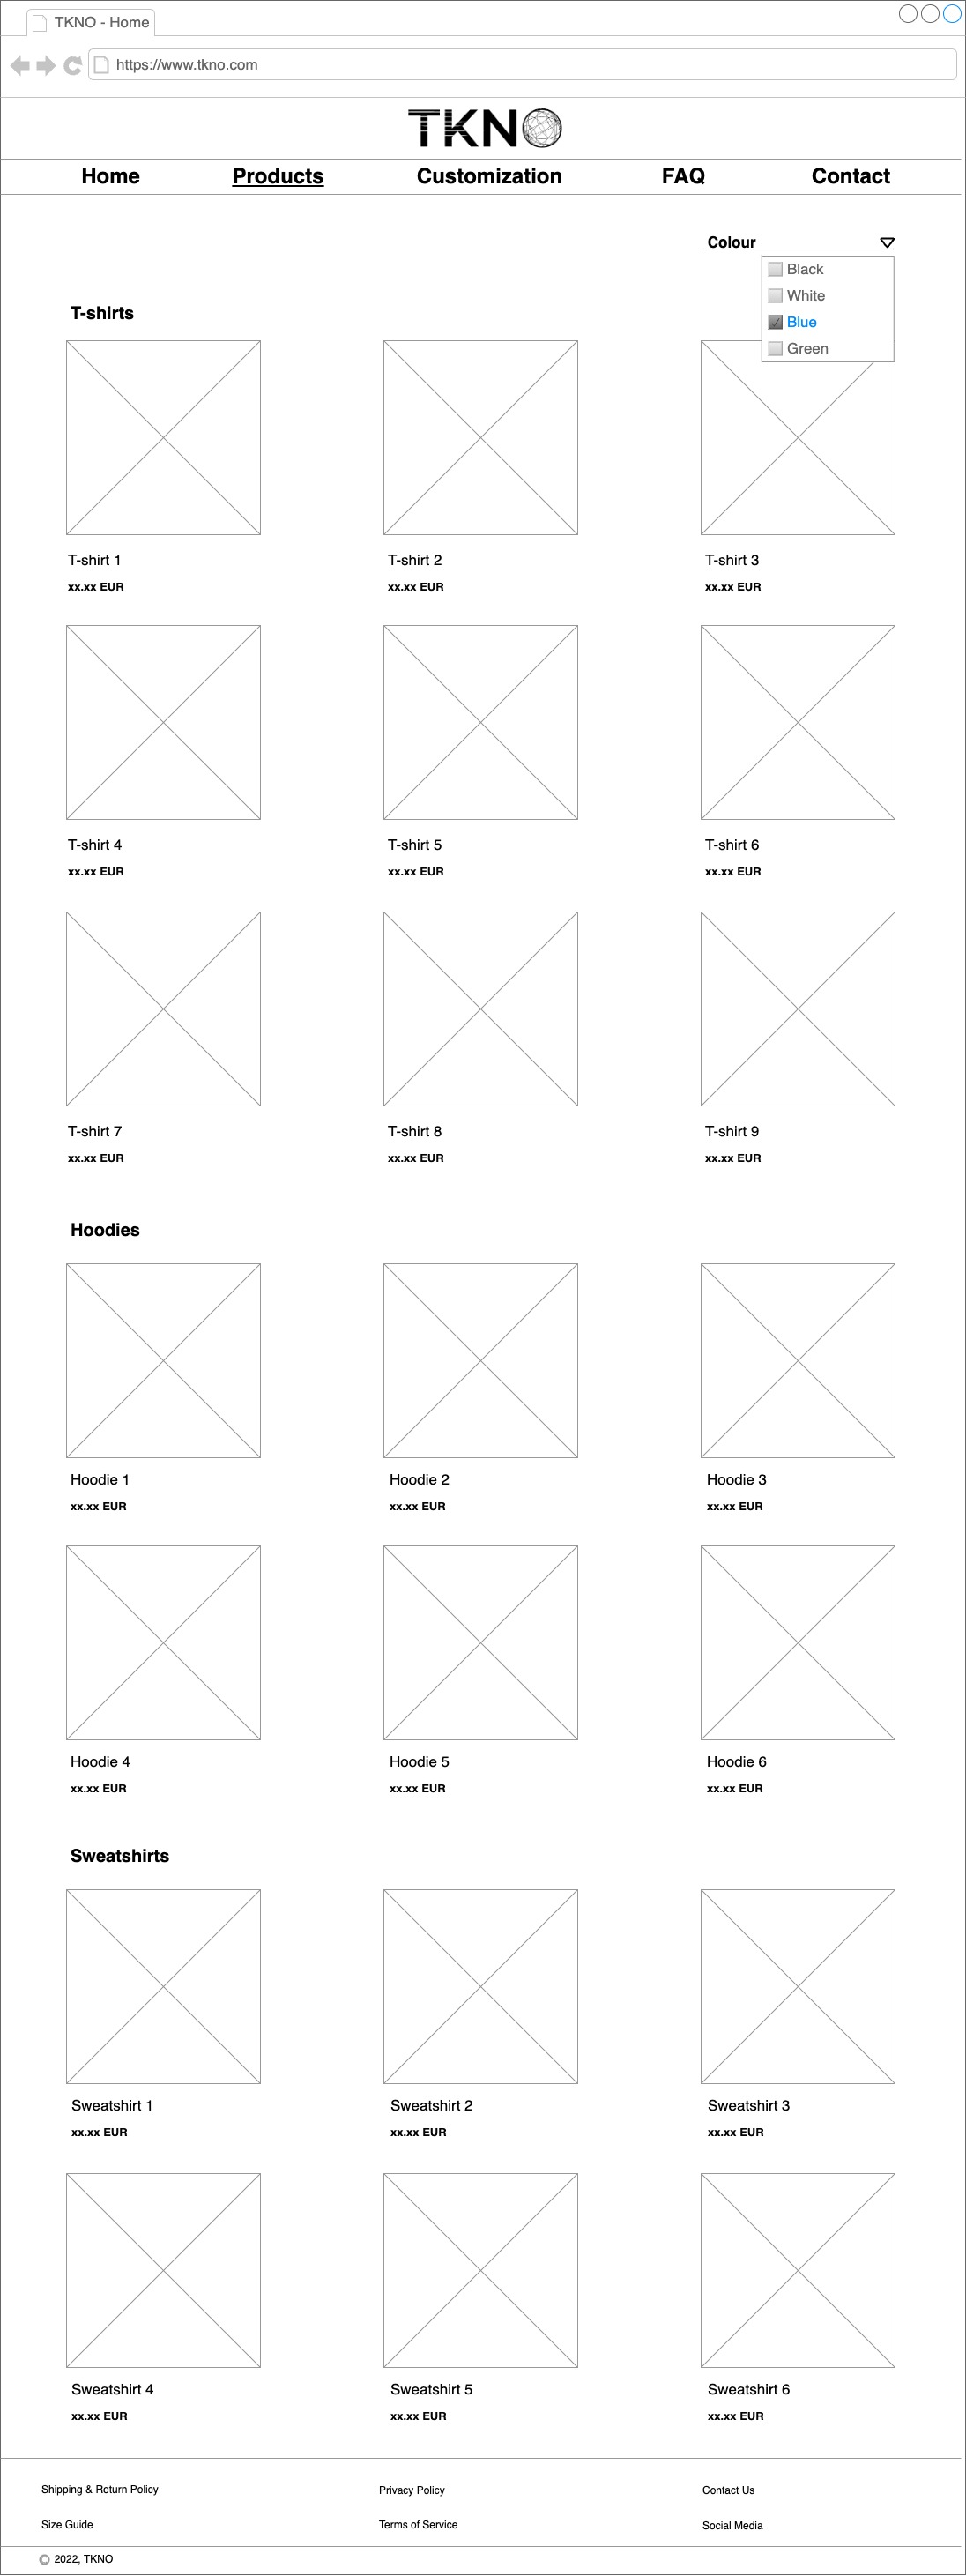 TKNO - Home
https://www.tkno.com
TKNO
Home Products Customization FAQ Contact
Colour
Black
White
Blue
Green
T-shirts
T-shirt 1 T-shirt 2 T-shirt 3
xx.xx EUR xx.xx EUR xx.xx EUR
T-shirt 4 T-shirt 5 T-shirt 6
xx.xx EUR xx.xx EUR xx.xx EUR
T-shirt 7 T-shirt 8 T-shirt 9
xx.xx EUR xx.xx EUR xx.xx EUR
Hoodies
Hoodie 1 Hoodie 2 Hoodie 3
xx.xx EUR xx.xx EUR xx.xx EUR
Hoodie 4 Hoodie 5 Hoodie 6
xx.xx EUR xx.xx EUR xx.xx EUR
Sweatshirts
Sweatshirt 1 Sweatshirt 2 Sweatshirt 3
xx.xx EUR xx.xx EUR xx.xx EUR
Sweatshirt 4 Sweatshirt 5 Sweatshirt 6
xx.xx EUR xx.xx EUR xx.xx EUR
Shipping & Return Policy Privacy Policy Contact Us
Size Guide Terms of Service Social Media
© 2022, TKNO